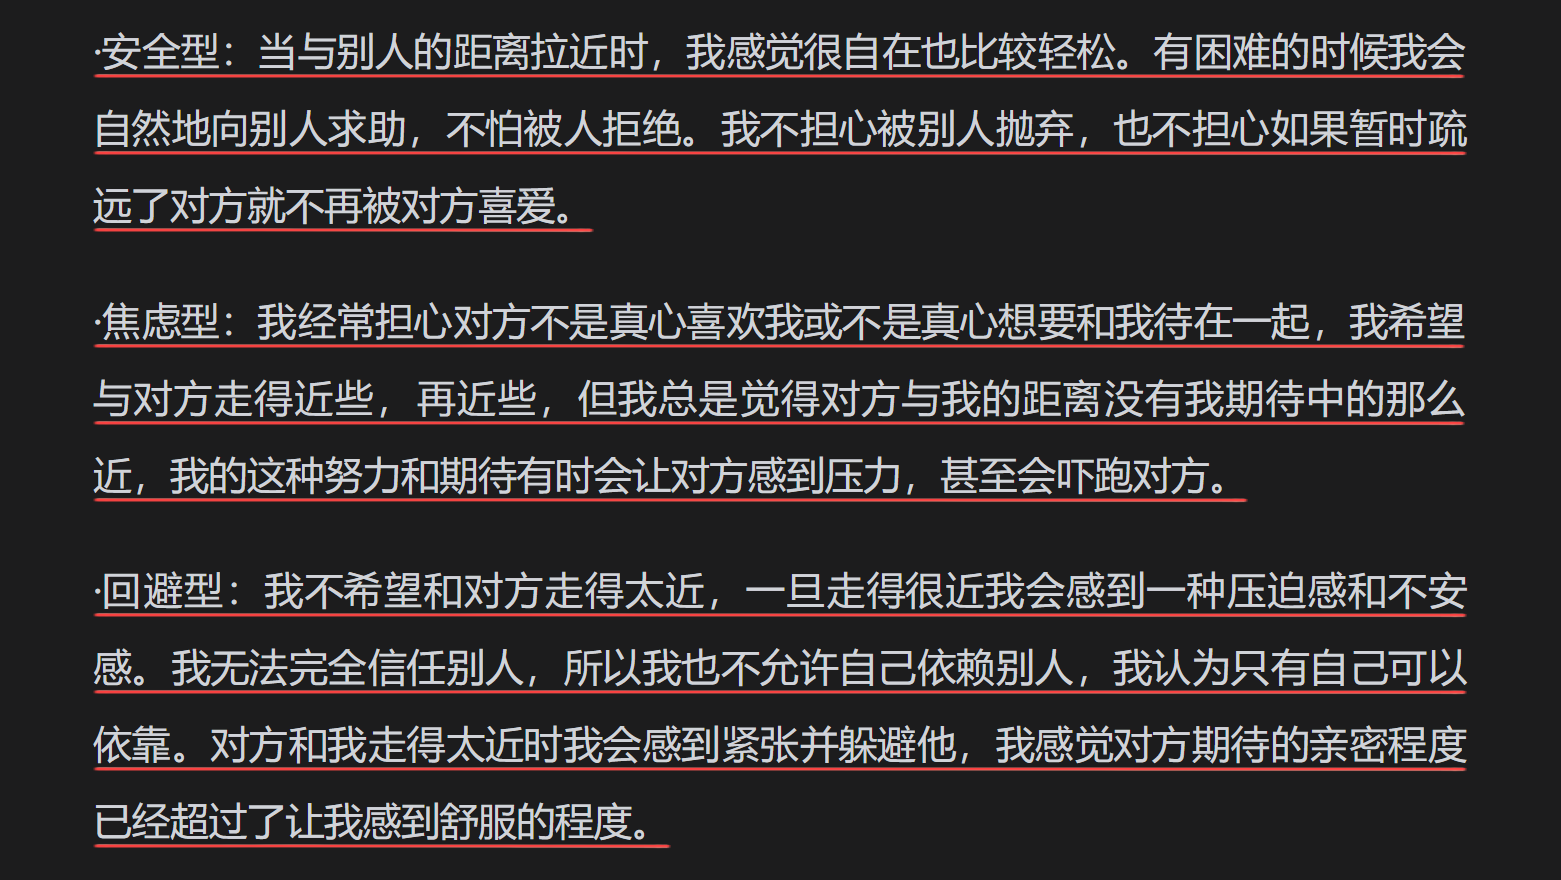 ·安全型：当与别人的距离拉近时，我感觉很自在也比较轻松。有困难的时候我会
自然地向别人求助，不怕被人拒绝。我不担心被别人抛弃，也不担心如果暂时疏
远了对方就不再被对方喜爱。
·焦虑型：我经常担心对方不是真心喜欢我或不是真心想要和我待在一起，我希望
与对方走得近些，再近些，但我总是觉得对方与我的距离没有我期待中的那么
近，我的这种努力和期待有时会让对方感到压力，甚至会吓跑对方。
·回避型：我不希望和对方走得太近，一旦走得很近我会感到一种压迫感和不安
感。我无法完全信任别人，所以我也不允许自己依赖别人，我认为只有自己可以
依靠。对方和我走得太近时我会感到紧张并躲避他，我感觉对方期待的亲密程度
已经超过了让我感到舒服的程度。